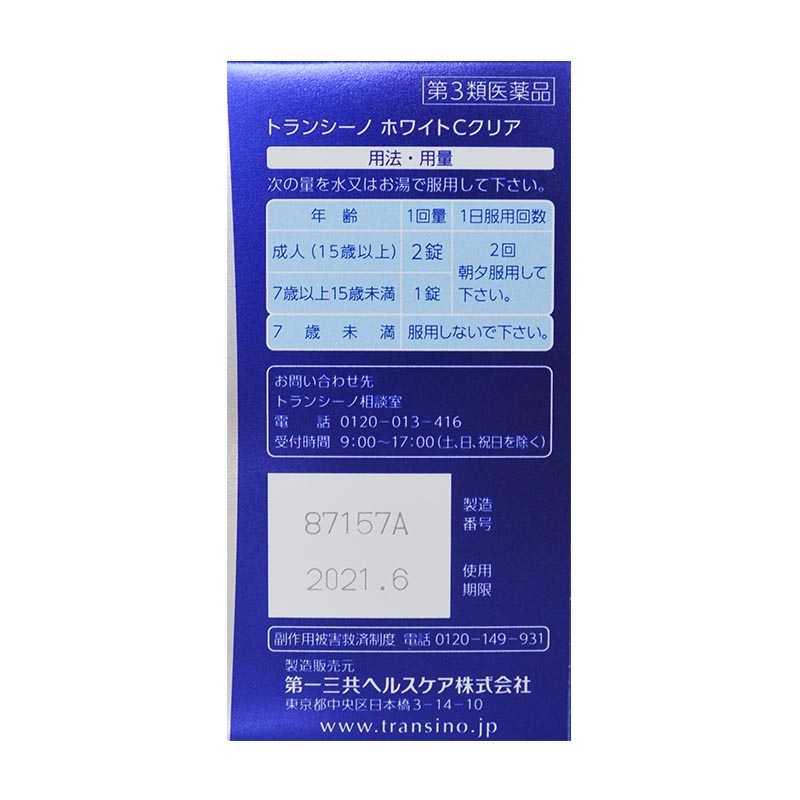 第3類医薬品
トランシーノ ホワイトCクリア
用法・用量
次の量を水又はお湯で服用して下さい。
年 齢 1回量 1日服用回数
成人(15歳以上) 2錠 2回
朝夕服用して
7歳以上15歳未満 1錠 下さい。
7歳未満 服用しないで下さい。
お問い合わせ先
トランシーノ相談室
電 話 0120-013-416
受付時間 9:00〜17:00(土、日、祝日を除く)
87157A 製造
番号
2021.6 使用
期限
副作用被害救済制度 電話0120-149-931
製造販売元
第一三共ヘルスケア株式会社
東京都中央区日本橋3-14-10
www.transino.jp